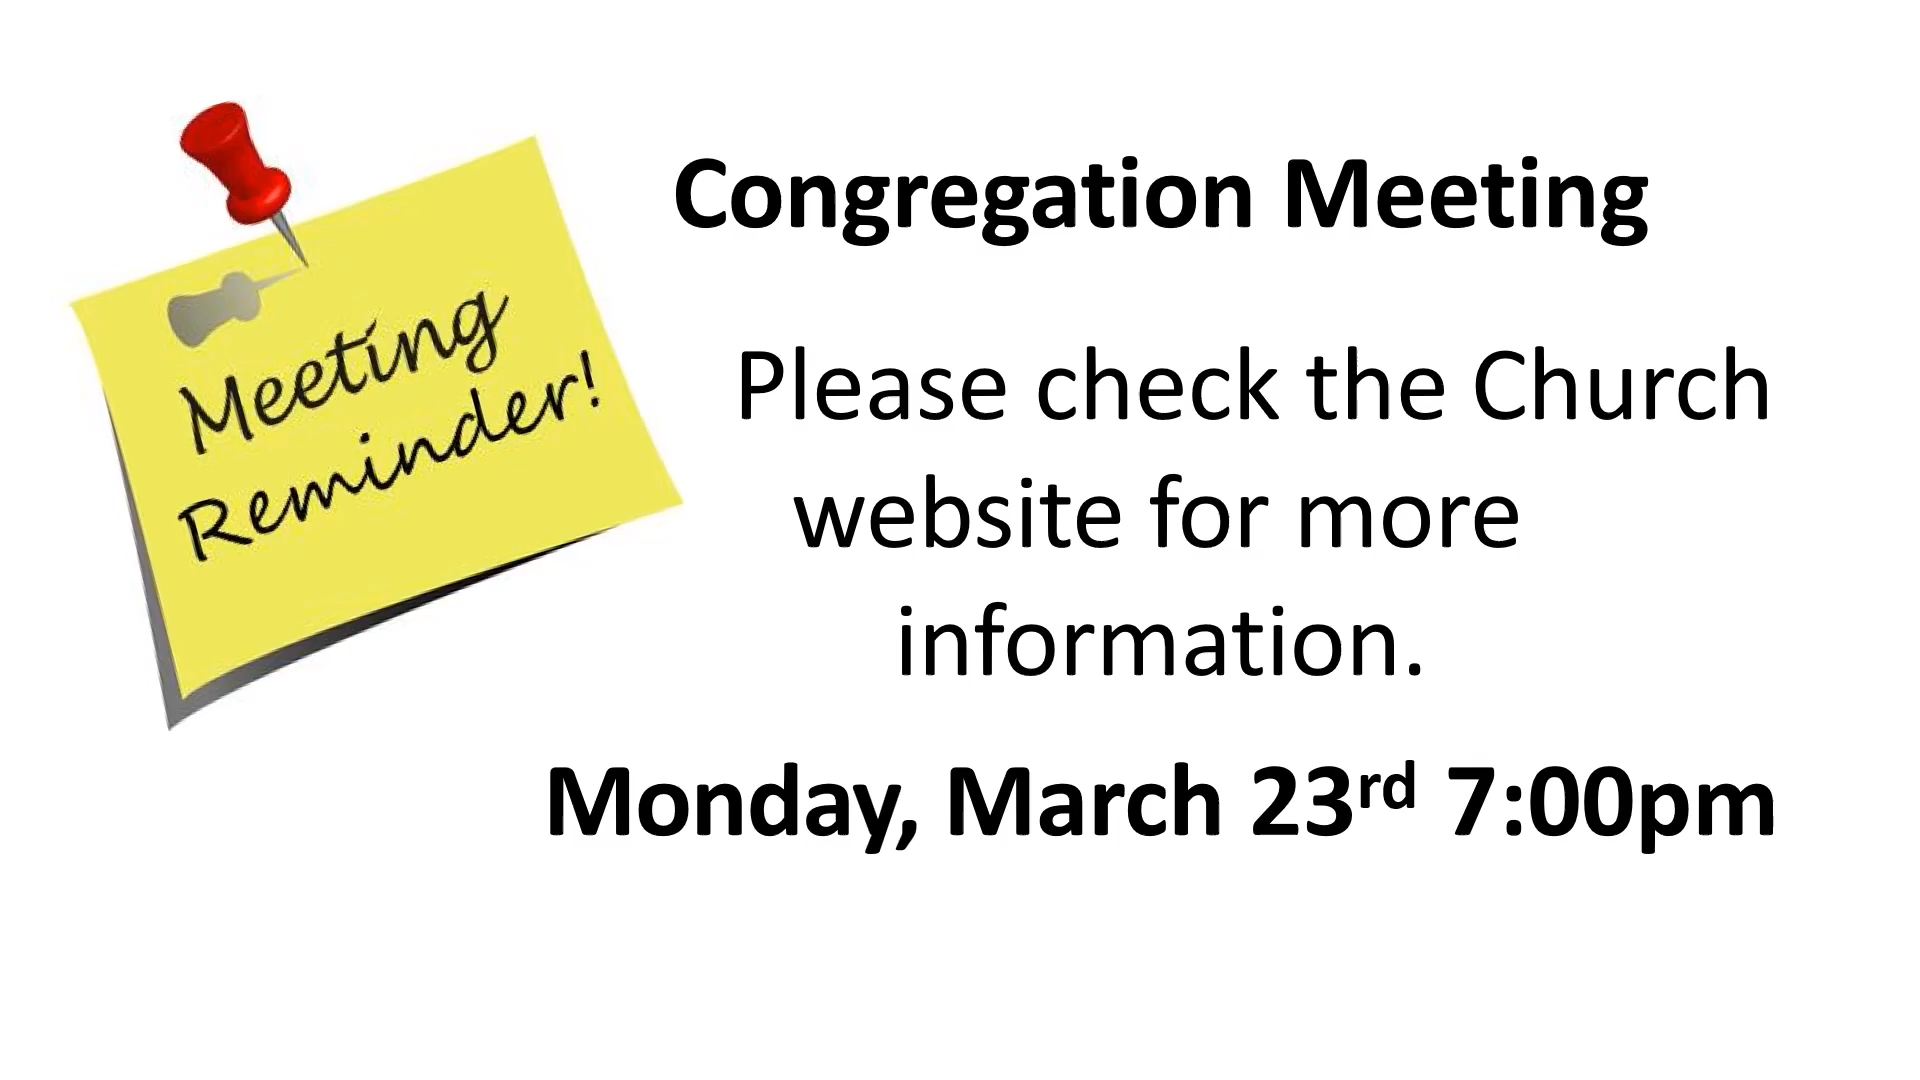 Meeting
Reminder!
Congregation Meeting
Please check the Church
website for more
information.
Monday, March 23rd 7:00pm